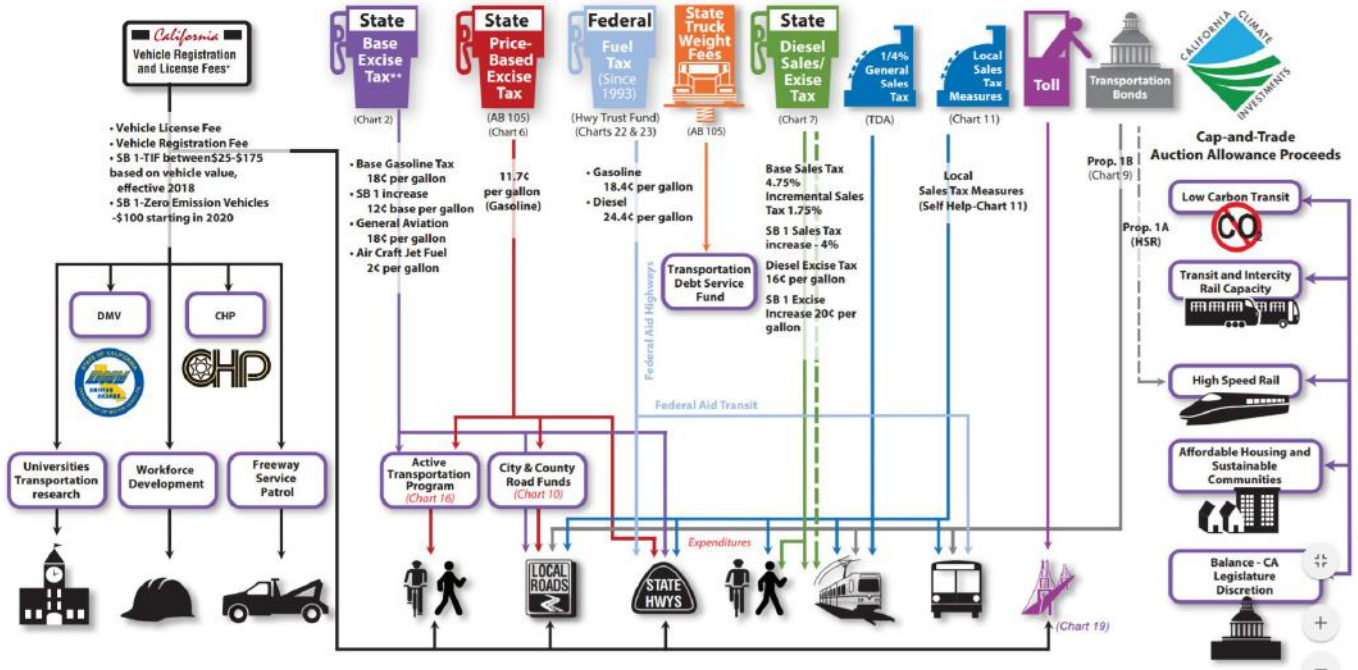 California
Vehicle Registration
and License Fees*
• Vehicle License Fee
• Vehicle Registration Fee
• SB 1-TIF between$25-$175
based on vehicle value,
effective 2018
• SB 1-Zero Emission Vehicles
-$100 starting in 2020
DMV
CHP
CHP
Universities
Transportation
research
Workforce
Development
Freeway
Service
Patrol
State
Base
Excise
Tax**
(Chart 2)
• Base Gasoline Tax
18¢ per gallon
• SB 1 increase
12¢ base per gallon
• General Aviation
18¢ per gallon
• Air Craft Jet Fuel
2¢ per gallon
State
Price-
Based
Excise
Tax
(AB 105)
(Chart 6)
11.7¢
per gallon
(Gasoline)
Federal
Fuel
Tax
(Since
1993)
(Hwy Trust Fund)
(Charts 22 & 23)
• Gasoline
18.4¢ per gallon
• Diesel
24.4¢ per gallon
Federal Aid Highways
Federal Aid Transit
State
Truck
Weight
Fees
(AB 105)
Transportation
Debt Service
Fund
State
Diesel
Sales/
Exise
Tax
(Chart 7)
Base Sales Tax
4.75%
Incremental Sales
Tax 1.75%
SB 1 Sales Tax
increase - 4%
Diesel Excise Tax
16¢ per gallon
SB 1 Excise
Increase 20¢ per
gallon
1/4%
General
Sales
Tax
(TDA)
Local
Sales
Tax
Measures
(Chart 11)
Local
Sales Tax Measures
(Self Help-Chart 11)
Toll
Transportation
Bonds
Prop. 1B
(Chart 9)
Prop. 1A
(HSR)
Active
Transportation
Program
(Chart 16)
City & County
Road Funds
(Chart 10)
Expenditures
LOCAL
ROADS
STATE
HWYS
(Chart 19)
CALIFORNIA
CLIMATE
INVESTMENTS
Cap-and-Trade
Auction Allowance Proceeds
Low Carbon Transit
CO2
Transit and Intercity
Rail Capacity
High Speed Rail
Affordable Housing and
Sustainable
Communities
Balance - CA
Legislature
Discretion